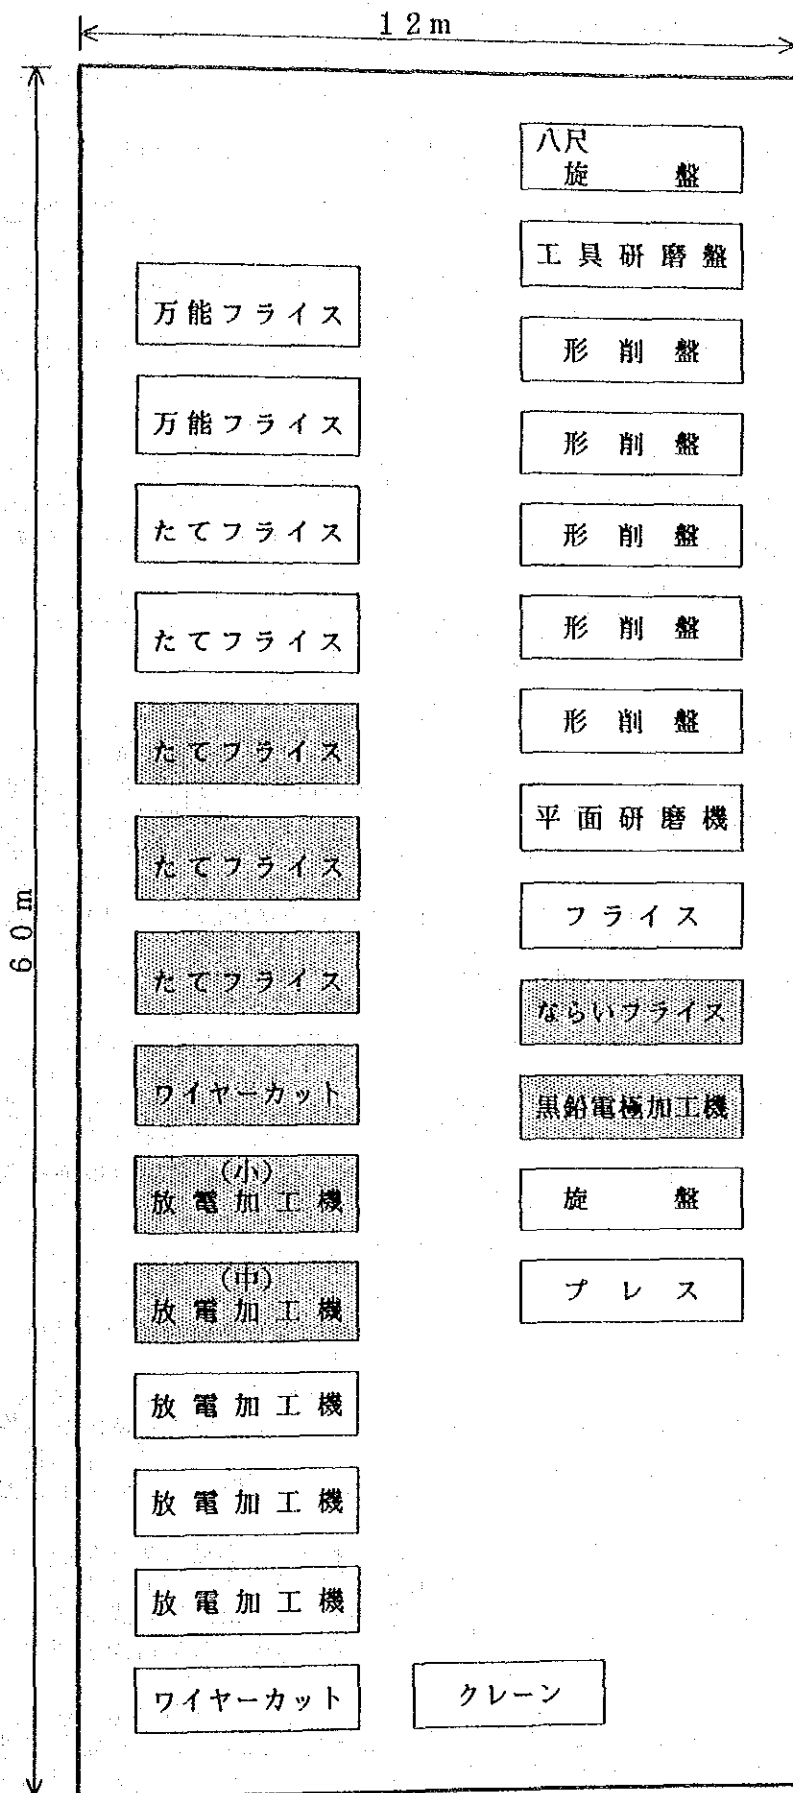 12m
60m
万能フライス
万能フライス
たてフライス
たてフライス
たてフライス
たてフライス
たてフライス
ワイヤーカット
(小)
放電加工機
(中)
放電加工機
放電加工機
放電加工機
放電加工機
ワイヤーカット
八尺
旋盤
工具研磨盤
形削盤
形削盤
形削盤
形削盤
形削盤
平面研磨機
フライス
ならいフライス
黒鉛電極加工機
旋盤
プレス
クレーン